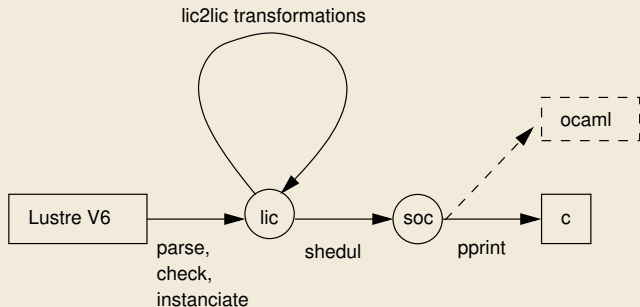 lic2lic transformations
ocaml
Lustre V6
lic
soc
c
parse,
check,
instanciate
shedul
pprint